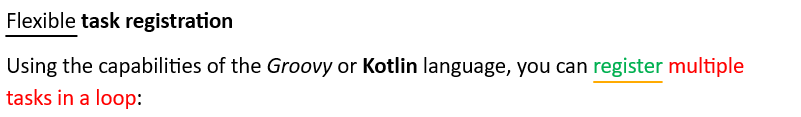 Flexible task registration
Using the capabilities of the Groovy or Kotlin language, you can register multiple
tasks in a loop: